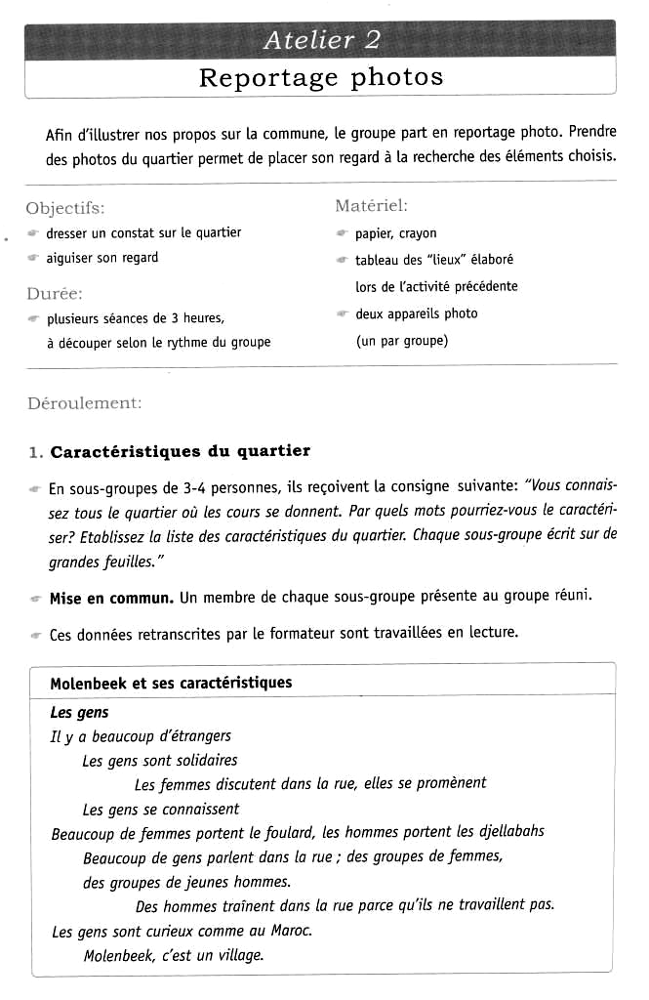 Atelier 2
Reportage photos
Afin d'illustrer nos propos sur la commune, le groupe part en reportage photo. Prendre
des photos du quartier permet de placer son regard à la recherche des éléments choisis.
Objectifs:
dresser un constat sur le quartier
aiguiser son regard
Durée:
plusieurs séances de 3 heures,
à découper selon le rythme du groupe
Matériel:
papier, crayon
tableau des "lieux" élaboré
lors de l'activité précédente
deux appareils photo
(un par groupe)
Déroulement:
1. Caractéristiques du quartier
En sous-groupes de 3-4 personnes, ils reçoivent la consigne suivante: "Vous connais-
sez tous le quartier où les cours se donnent. Par quels mots pourriez-vous le caractéri-
ser? Etablissez la liste des caractéristiques du quartier. Chaque sous-groupe écrit sur de
grandes feuilles."
Mise en commun. Un membre de chaque sous-groupe présente au groupe réuni.
Ces données retranscrites par le formateur sont travaillées en lecture.
Molenbeek et ses caractéristiques
Les gens
Il y a beaucoup d'étrangers
Les gens sont solidaires
Les femmes discutent dans la rue, elles se promènent
Les gens se connaissent
Beaucoup de femmes portent le foulard, les hommes portent les djellabahs
Beaucoup de gens parlent dans la rue ; des groupes de femmes,
des groupes de jeunes hommes.
Des hommes traînent dans la rue parce qu'ils ne travaillent pas.
Les gens sont curieux comme au Maroc.
Molenbeek, c'est un village.